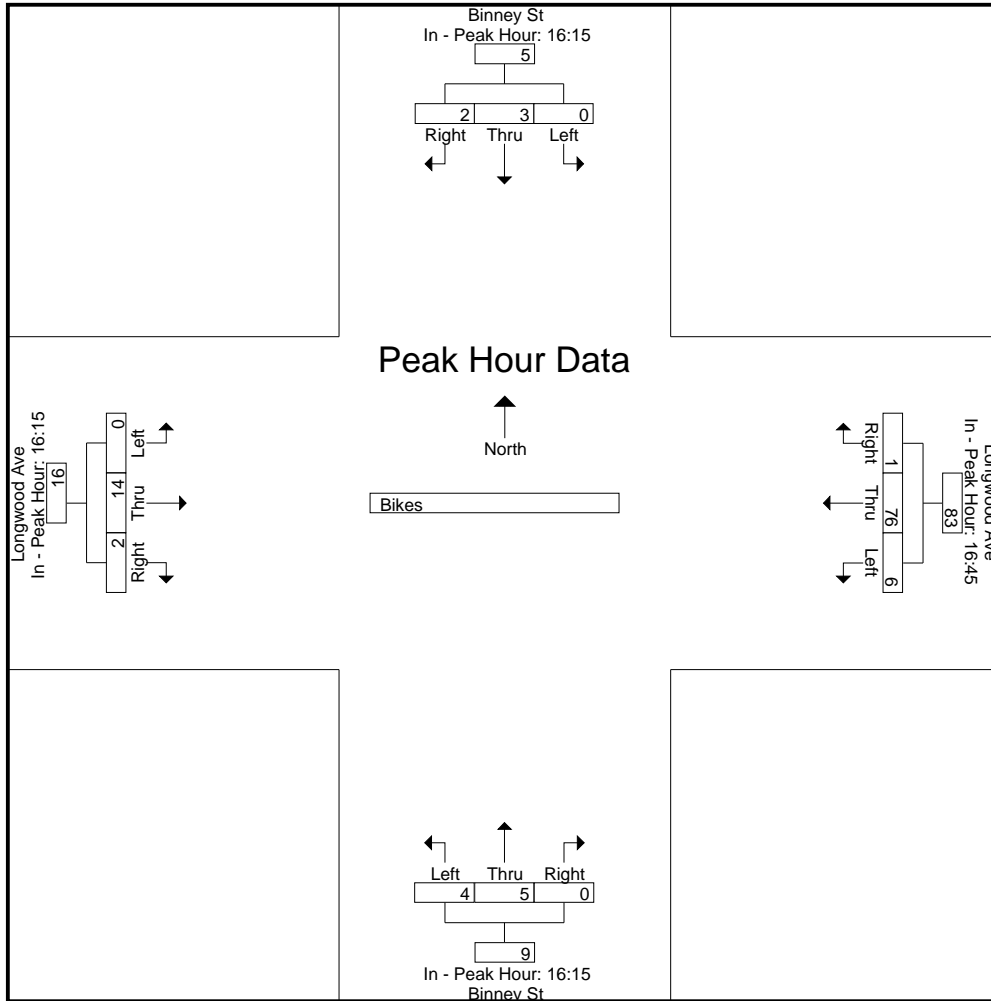 Binney St
In - Peak Hour: 16:15
5
2 3 0
Right Thru Left
Peak Hour Data
North
Bikes
Longwood Ave
In - Peak Hour: 16:15
16
0 14 2
Left Thru Right
Longwood Ave
In - Peak Hour: 16:45
83
1 76 6
Right Thru Left
Left Thru Right
4 5 0
9
In - Peak Hour: 16:15
Binney St